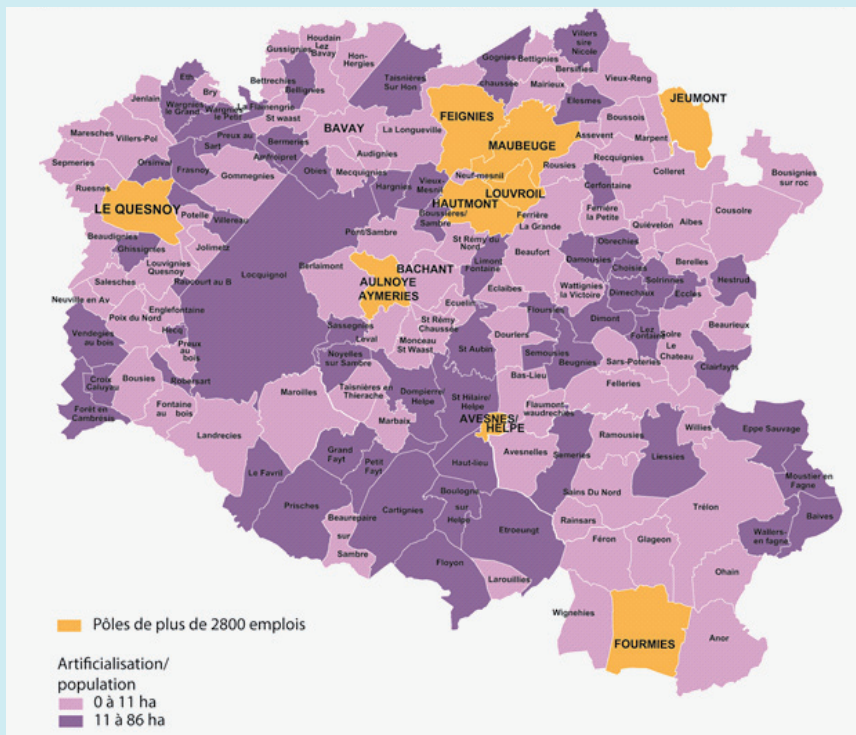 Houdain
Lez
Bavay
Gussignies
Hon-
Hergies
Bettrechies
Bellignies
Taisnières
Sur Hon
Gognies
chaussée
Bettignies
Villers
sire
Nicole
Bersillies
Mairieux
Vieux-Reng
Elesmes
JEUMONT
Eth
Bry
Jenlain
Wargnies
le Grand
Wargnies
le Petit
La Flamengrie
St waast
BAVAY
La Longueville
FEIGNIES
MAUBEUGE
Assevent
Boussois
Marpent
Recquignies
Rousies
Colleret
Maresches
Villers-Pol
Preux au
Sart
Bermeries
Amfroipret
Audignies
Mecquignies
Sepmeries
Orsinval
Frasnoy
Gommegnies
Obies
Hargnies
Vieux-
Mesnil
Neuf-mesnil
LOUVROIL
HAUTMONT
Boussières/
Sambre
Ferrière
La Grande
Cerfontaine
Ferrière
la Petite
Bousignies
sur roc
Cousolre
Ruesnes
LE QUESNOY
Potelle
Villereau
Beaudignies
Ghissignies
Jolimetz
Louvignies
Quesnoy
Raucourt au B
Locquignol
Pont/Sambre
Berlaimont
BACHANT
AULNOYE
AYMERIES
St Rémy du
Nord
Limont
Fontaine
Eclaibes
Beaufort
Quiévelon
Aibes
Obrechies
Damousies
Choisies
Berelles
Wattignies
la Victoire
Dimechaux
Solrinnes
Eccles
Hestrud
Salesches
Neuville en Av
Poix du Nord
Englefontaine
Vendegies
au bois
Hecq
Preux
au
bois
Ecuelin
St Rémy
Chaussée
Sassegnies
Leval
Monceau
St Waast
Noyelles
sur Sambre
Floursies
Dourlers
Dimont
Lez
Fontaine
Solre
Le
Chateau
Beaurieux
St Aubin
Semousies
Beugnies
Sars-Poteries
Clairfayts
Croix
Caluyau
Bousies
Robersart
Forêt en
Cambrésis
Fontaine
au bois
Landrecies
Maroilles
Taisnières en
Thierache
Dompierre/
Helpe
St Hilaire/
Helpe
Bas-Lieu
Felleries
Marbaix
AVESNES/
HELPE
Flaumont-
waudrechies
Ramousies
Willies
Eppe Sauvage
Le Favril
Grand
Fayt
Petit
Fayt
Haut-lieu
Avesnelles
Sémeries
Liessies
Moustier en
Fagne
Prisches
Cartignies
Boulogne
sur
Helpe
Sains Du Nord
Trélon
Baives
Wallers-
en fagne
Beaurepaire
sur
Sambre
Etroeungt
Rainsars
Féron
Glageon
Floyon
Larouillies
Ohain
Wignehies
FOURMIES
Anor
Pôles de plus de 2800 emplois
Artificialisation/
population
0 à 11 ha
11 à 86 ha